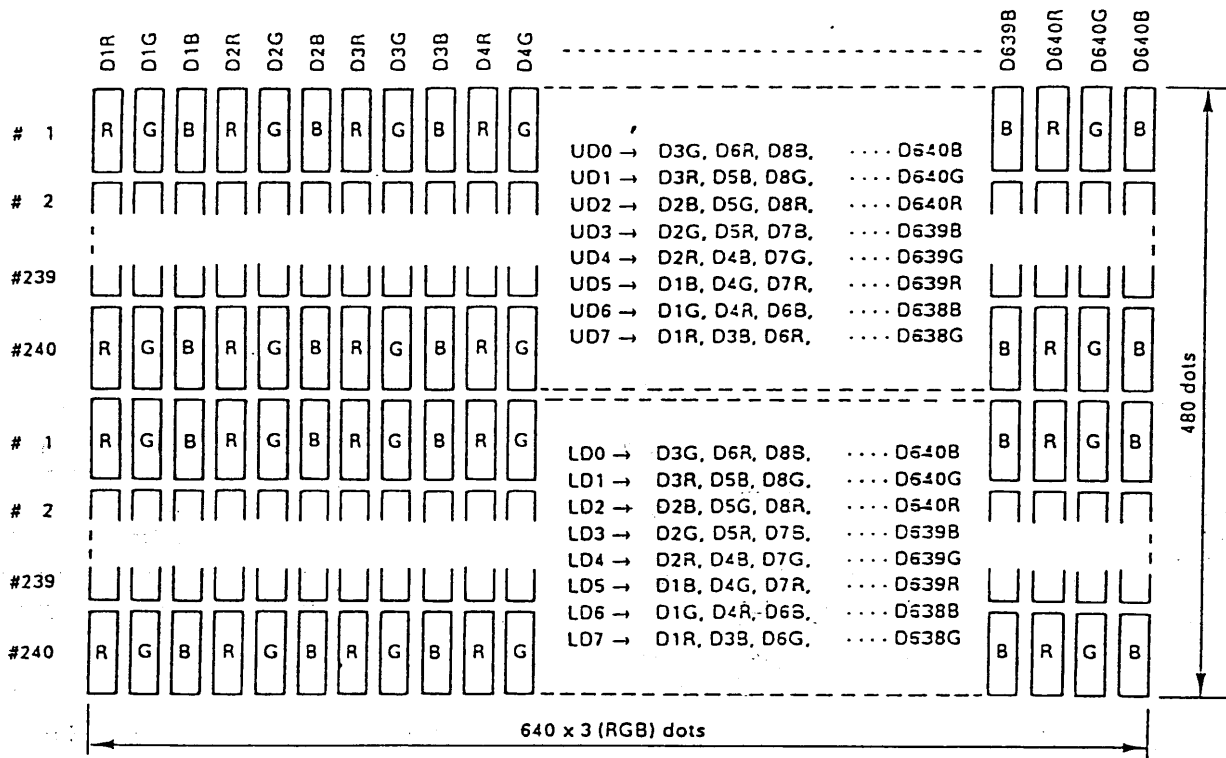 D1R D1G D1B D2R D2G D2B D3R D3G D3B D4R D4G D639B D640R D640G D640B
# 1 R G B R G B R G B R G B R G B
UD0 → D3G, D6R, D8B, ···· D640B
UD1 → D3R, D5B, D8G, ···· D640G
# 2
UD2 → D2B, D5G, D8R, ···· D640R
UD3 → D2G, D5R, D7B, ···· D639B
UD4 → D2R, D4B, D7G, ···· D639G
#239
UD5 → D1B, D4G, D7R, ···· D639R
UD6 → D1G, D4R, D6B, ···· D638B
UD7 → D1R, D3B, D6R, ···· D638G
#240 R G B R G B R G B R G B R G B
480 dots
# 1 R G B R G B R G B R G B R G B
LD0 → D3G, D6R, D8B, ···· D640B
LD1 → D3R, D5B, D8G, ···· D640G
# 2
LD2 → D2B, D5G, D8R, ···· D640R
LD3 → D2G, D5R, D7B, ···· D639B
LD4 → D2R, D4B, D7G, ···· D639G
#239
LD5 → D1B, D4G, D7R, ···· D639R
LD6 → D1G, D4R, D6B, ···· D638B
LD7 → D1R, D3B, D6G, ···· D638G
#240 R G B R G B R G B R G B R G B
640 x 3 (RGB) dots